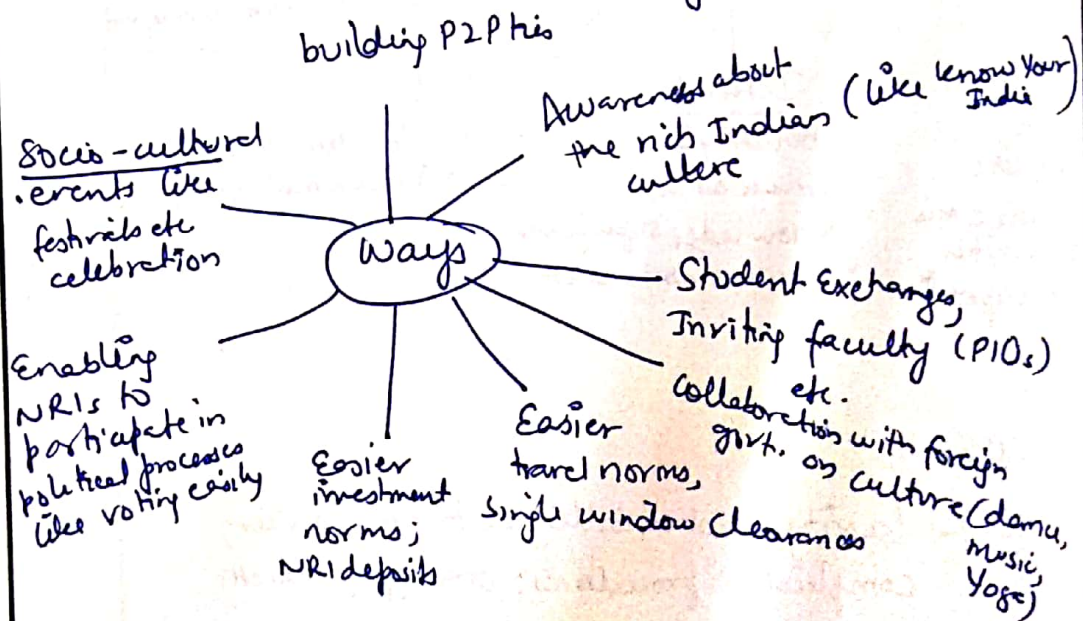 building P2P ties
Awareness about
the rich Indian (like know Your
India)
culture
Socio-cultural
• events like
festivals etc
celebration
Ways
Student Exchanges,
Inviting faculty (PIOs)
etc.
Collaboration with foreign
govt. on culture (dance,
music,
Yoga)
Easier
travel norms,
single window clearances
Easier
investment
norms;
NRI deposits
Enabling
NRIs to
participate in
political processes
like voting easily